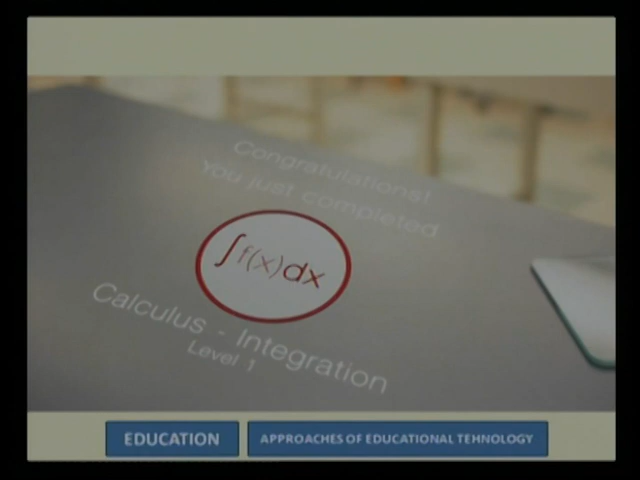 Congratulations!
You just completed
∫f(x)dx
Calculus - Integration
Level 1
EDUCATION
APPROACHES OF EDUCATIONAL TEHNOLOGY